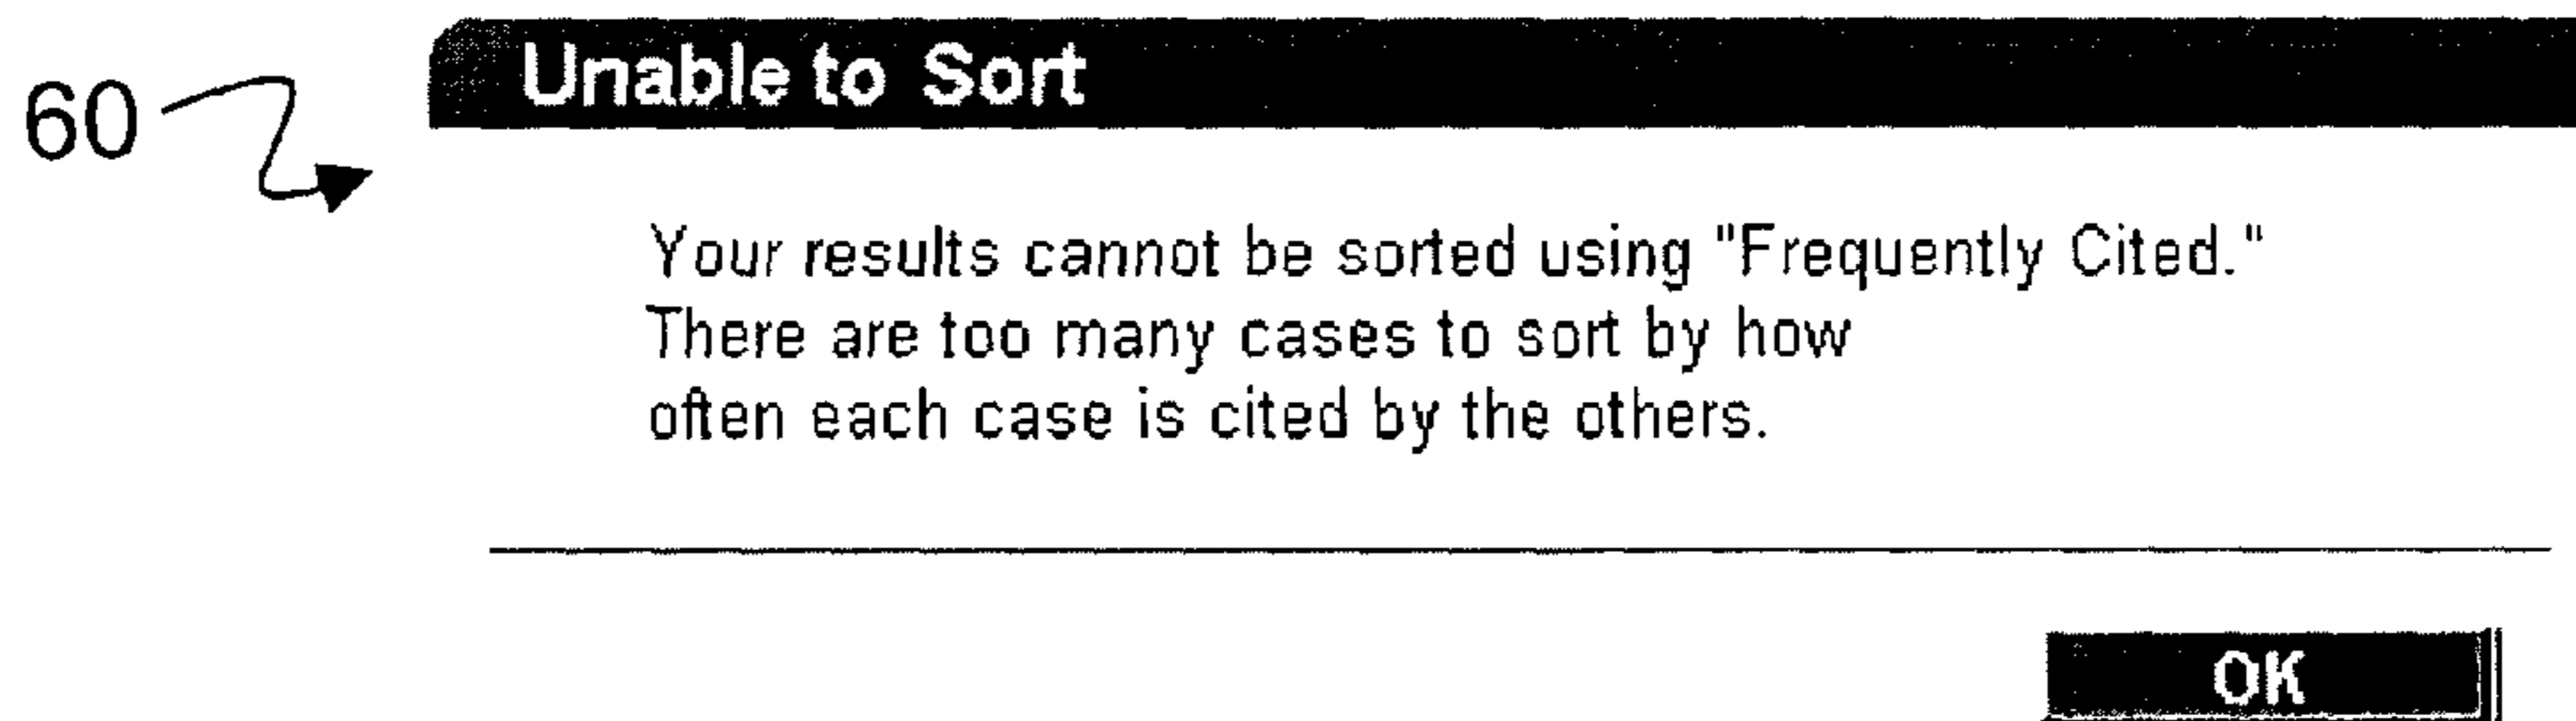 60
Unable to Sort
Your results cannot be sorted using "Frequently Cited."
There are too many cases to sort by how
often each case is cited by the others.
OK